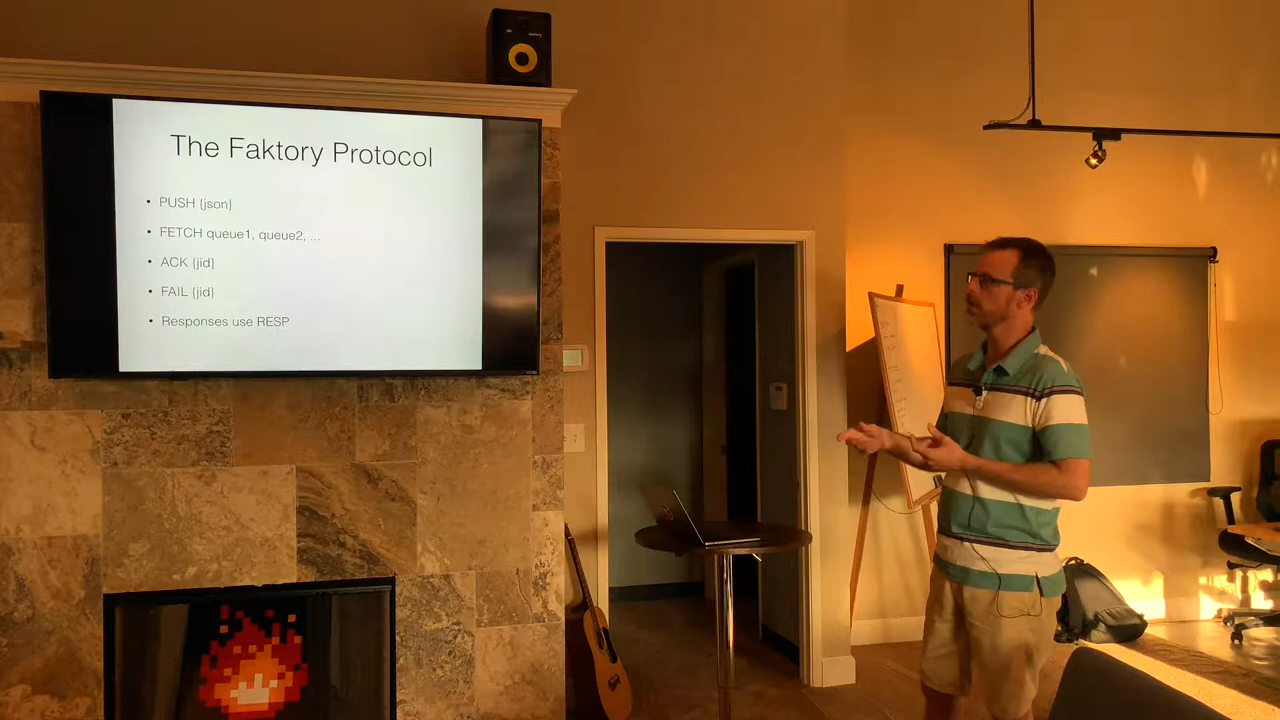 The Faktory Protocol
• PUSH {json}
• FETCH queue1, queue2, ...
• ACK {jid}
• FAIL {jid}
• Responses use RESP